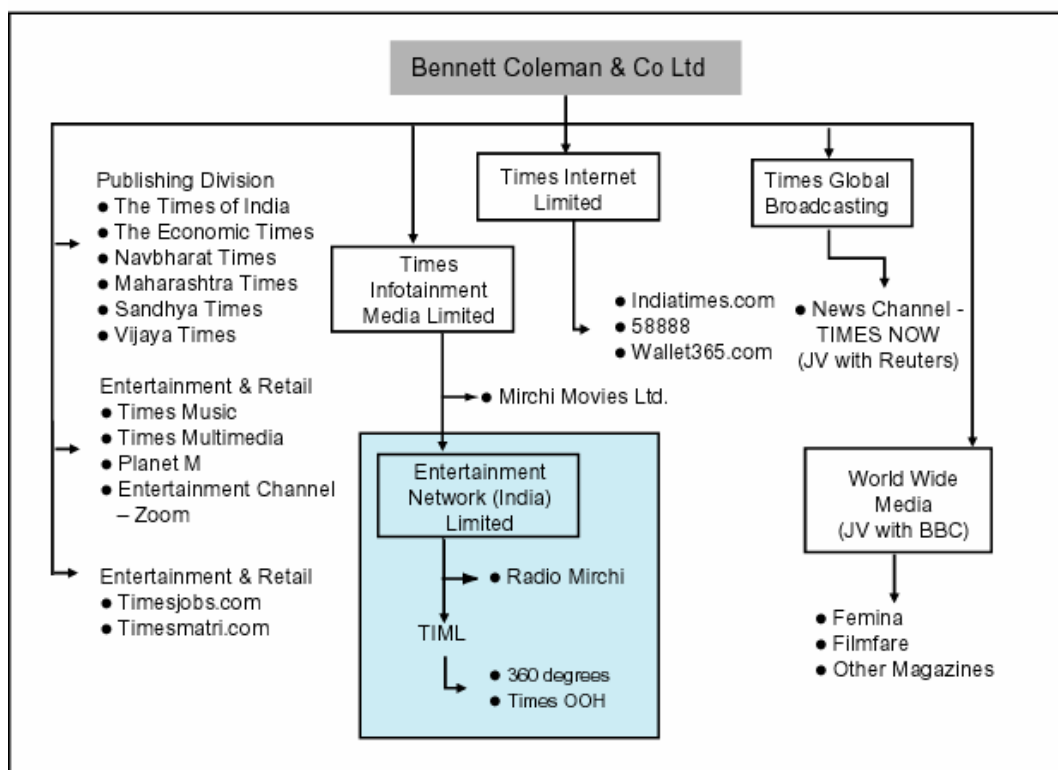 Bennett Coleman & Co Ltd
Publishing Division
● The Times of India
● The Economic Times
● Navbharat Times
● Maharashtra Times
● Sandhya Times
● Vijaya Times
Entertainment & Retail
● Times Music
● Times Multimedia
● Planet M
● Entertainment Channel
– Zoom
Entertainment & Retail
● Timesjobs.com
● Timesmatri.com
Times
Infotainment
Media Limited
● Mirchi Movies Ltd.
Entertainment
Network (India)
Limited
● Radio Mirchi
TIML
● 360 degrees
● Times OOH
Times Internet
Limited
● Indiatimes.com
● 58888
● Wallet365.com
Times Global
Broadcasting
● News Channel -
TIMES NOW
(JV with Reuters)
World Wide
Media
(JV with BBC)
● Femina
● Filmfare
● Other Magazines